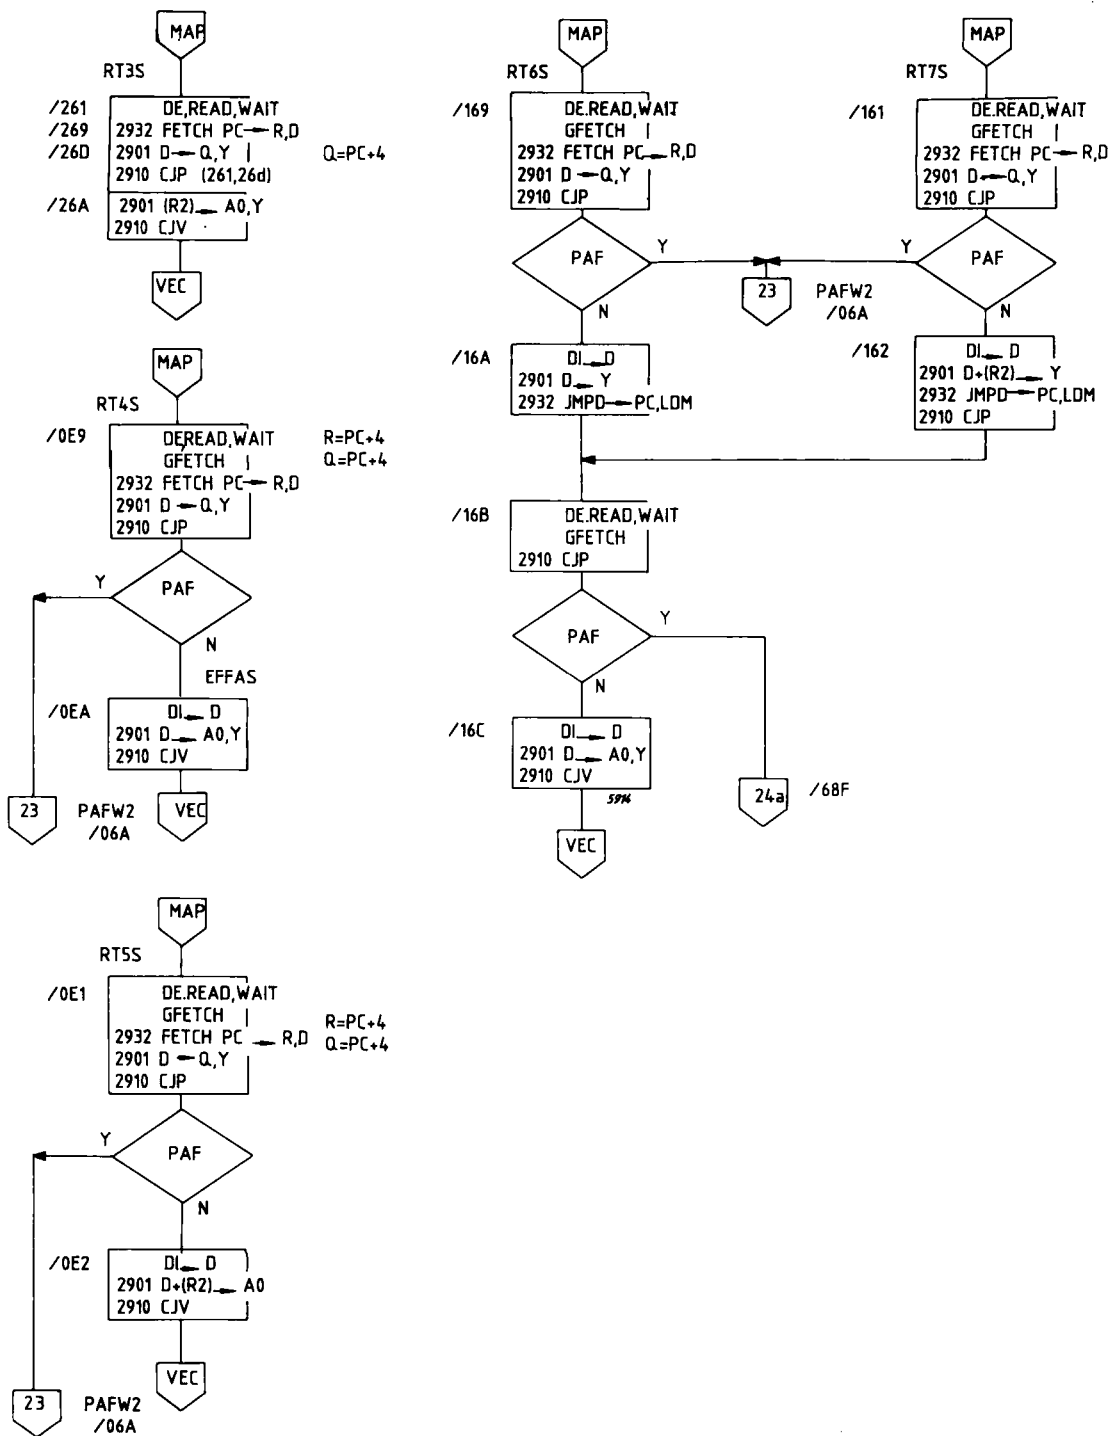 MAP
RT3S
/261 DE,READ,WAIT
/269 2932 FETCH PC → R,D
/26D 2901 D → Q,Y Q=PC+4
2910 CJP (261,26d)
/26A 2901 (R2) → A0,Y
2910 CJV
VEC
MAP
RT4S
/0E9 DE,READ,WAIT R=PC+4
GFETCH Q=PC+4
2932 FETCH PC → R,D
2901 D → Q,Y
2910 CJP
Y
PAF
N
EFFAS
/0EA DI → D
2901 D → A0,Y
2910 CJV
23 PAFW2
/06A
VEC
MAP
RT5S
/0E1 DE.READ,WAIT
GFETCH R=PC+4
2932 FETCH PC → R,D Q=PC+4
2901 D → Q,Y
2910 CJP
Y
PAF
N
/0E2 DI → D
2901 D+(R2) → A0
2910 CJV
VEC
23 PAFW2
/06A
MAP
RT6S
/169 DE.READ,WAIT
GFETCH
2932 FETCH PC → R,D
2901 D → Q,Y
2910 CJP
PAF
Y
N
23 PAFW2
/06A
/16A DI → D
2901 D → Y
2932 JMPD → PC,LDM
MAP
RT7S
/161 DE.READ,WAIT
GFETCH
2932 FETCH PC → R,D
2901 D → Q,Y
2910 CJP
Y
PAF
N
/162 DI → D
2901 D+(R2) → Y
2932 JMPD → PC,LDM
2910 CJP
/16B DE.READ,WAIT
GFETCH
2910 CJP
PAF
Y
N
/16C DI → D
2901 D → A0,Y
2910 CJV
5914
VEC
24a /68F